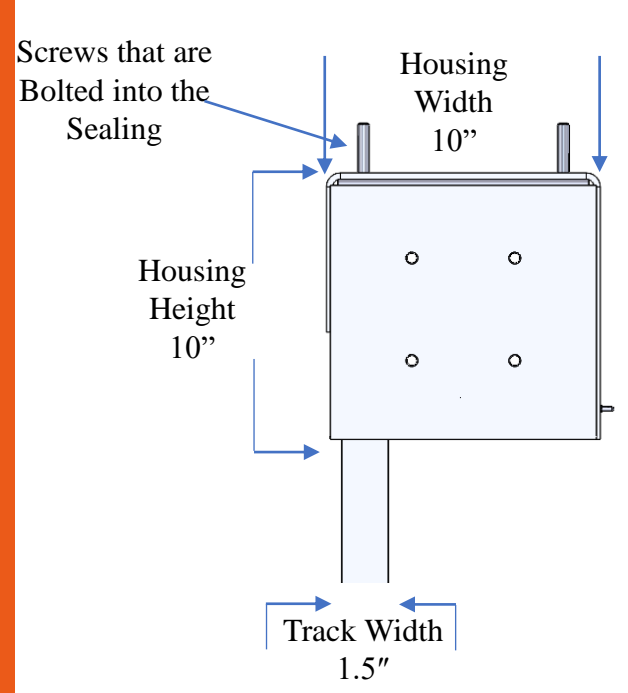 Screws that are
Bolted into the
Sealing
Housing
Width
10”
Housing
Height
10”
Track Width
1.5″